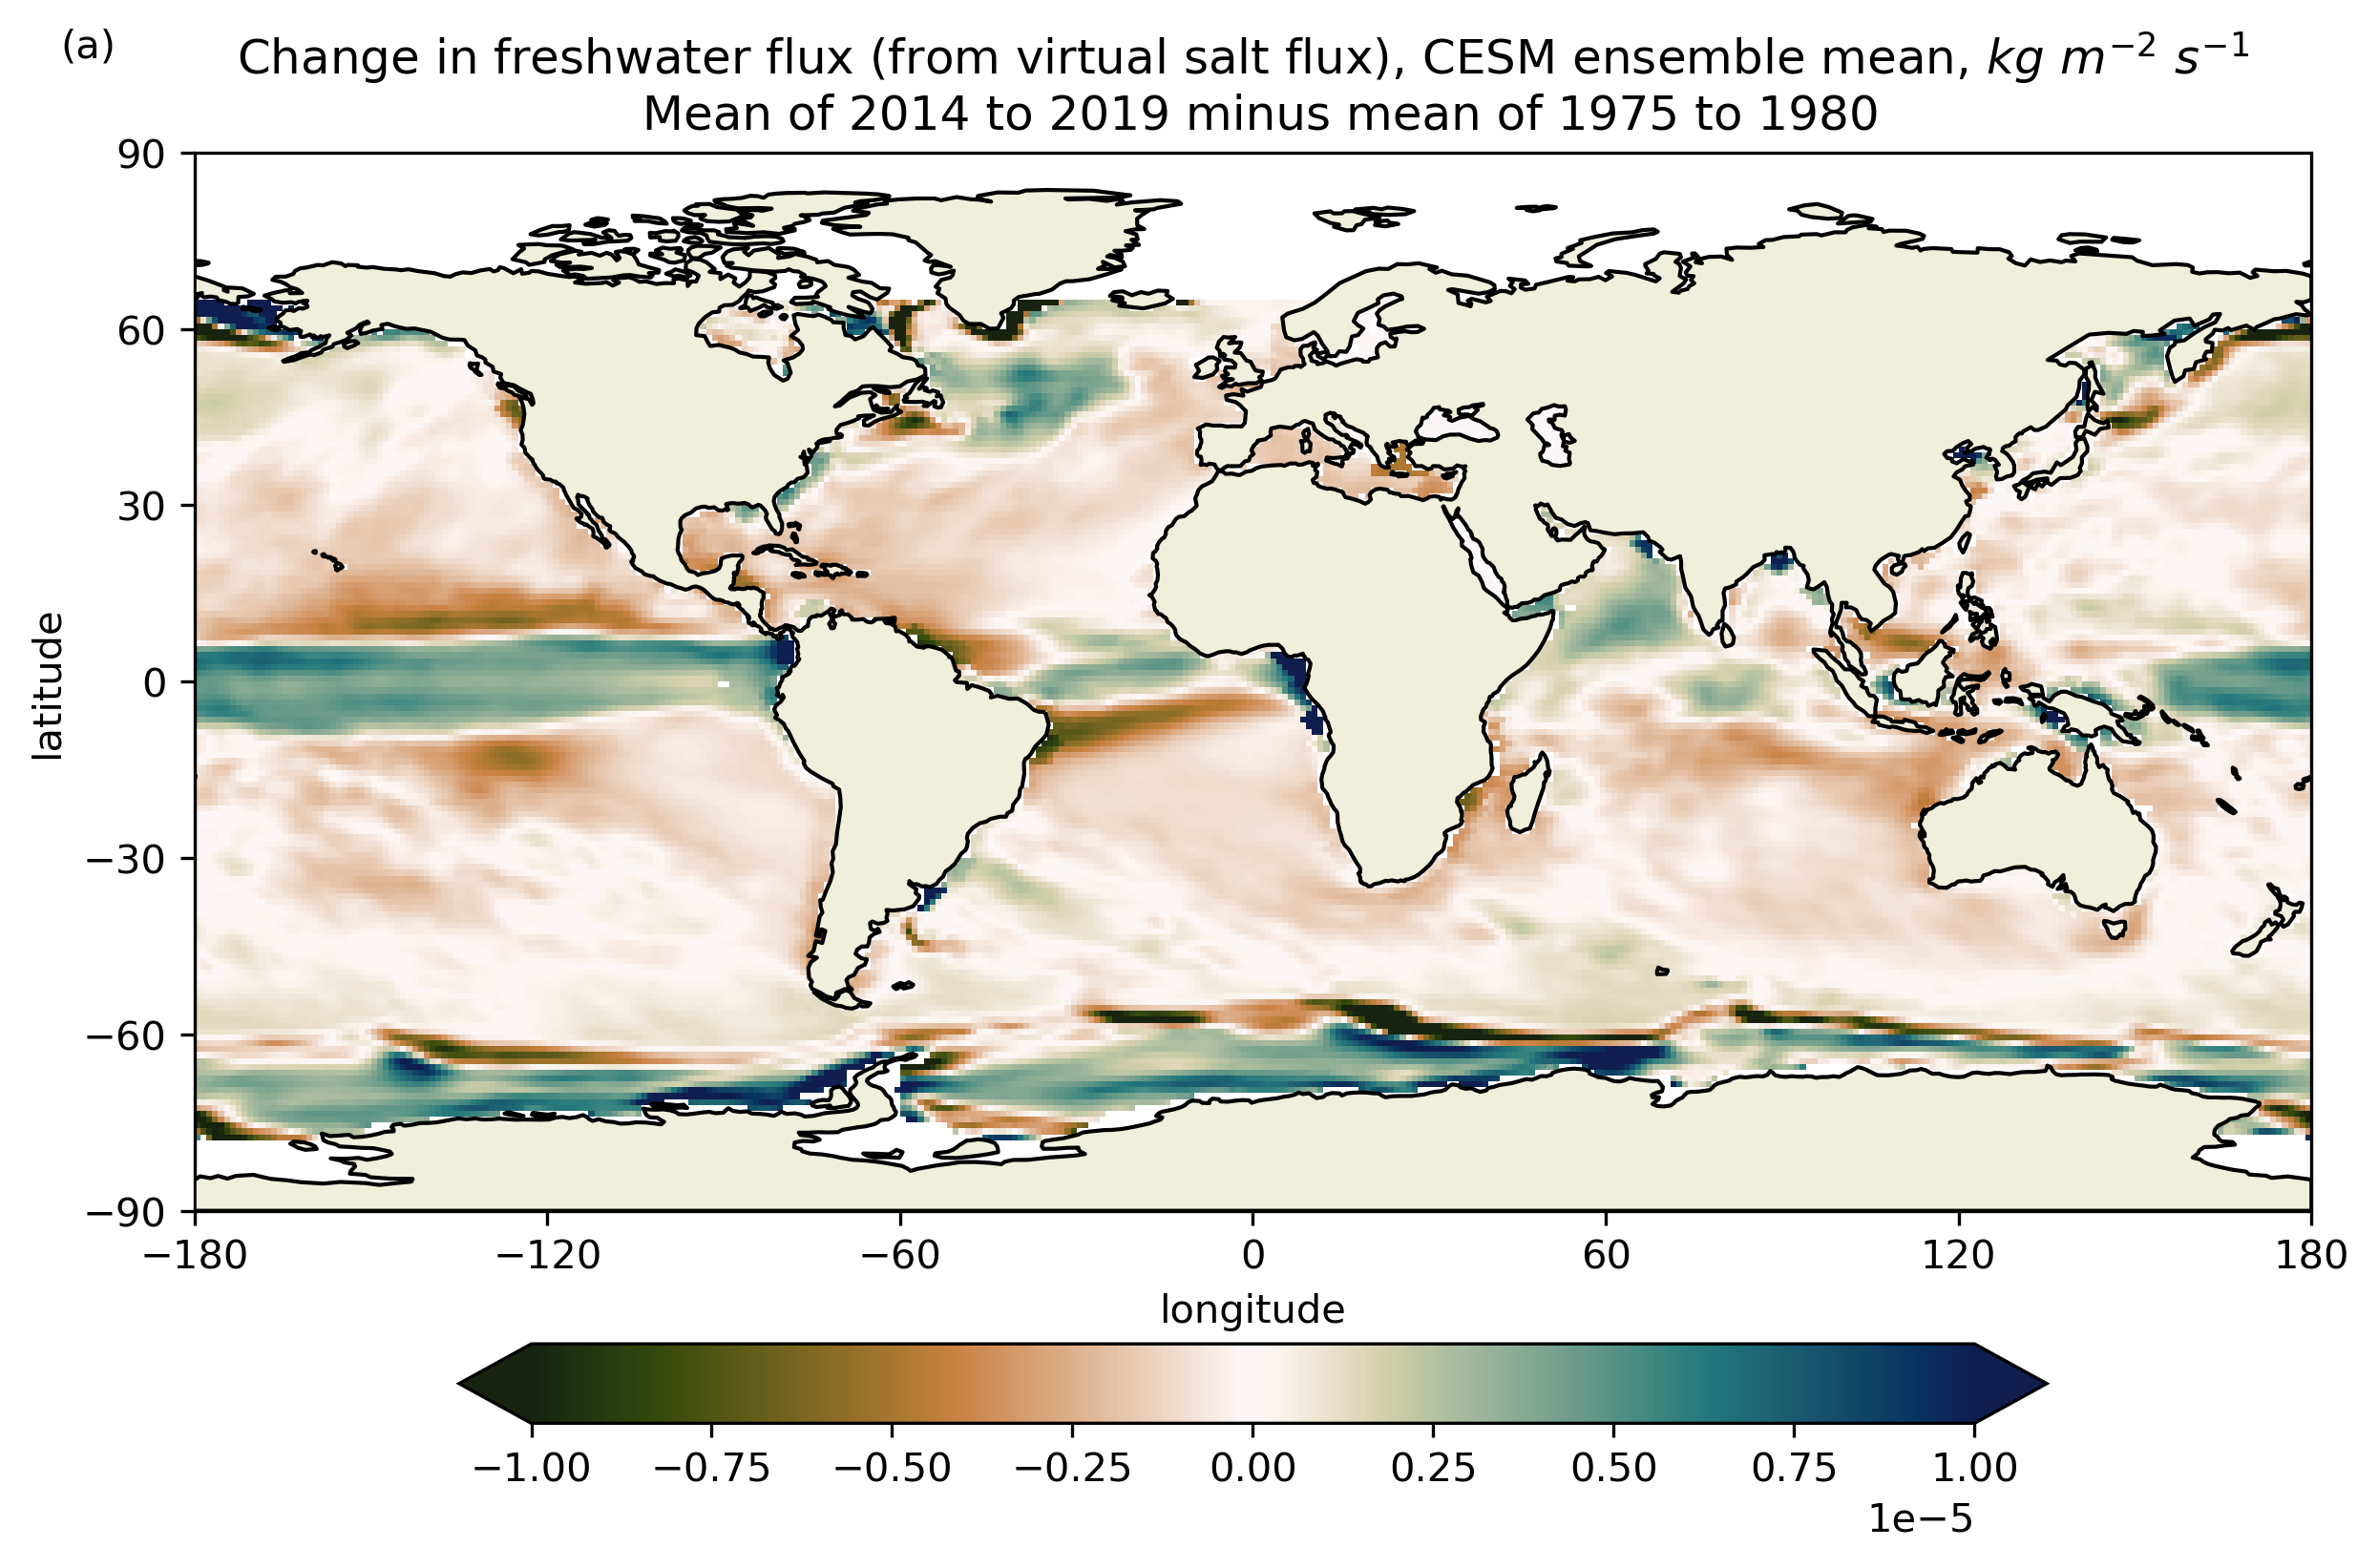 (a)
Change in freshwater flux (from virtual salt flux), CESM ensemble mean, kg m⁻² s⁻¹
Mean of 2014 to 2019 minus mean of 1975 to 1980
90
60
30
0
−30
−60
−90
latitude
−180 −120 −60 0 60 120 180
longitude
−1.00 −0.75 −0.50 −0.25 0.00 0.25 0.50 0.75 1.00
1e−5